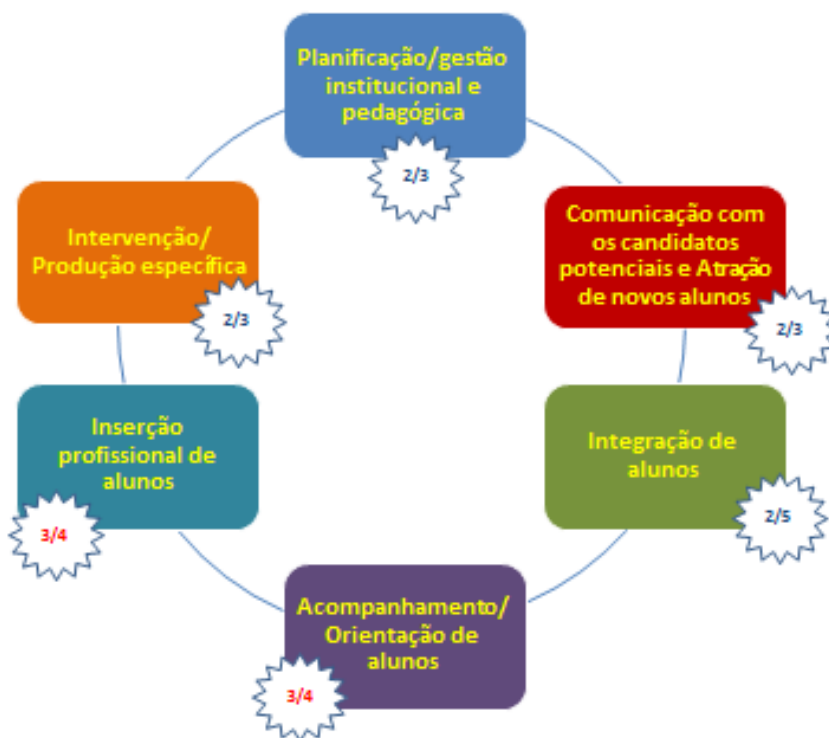 Planificação/gestão
institucional e
pedagógica
2/3
Comunicação com
os candidatos
potenciais e Atração
de novos alunos
2/3
Integração de
alunos
2/5
Acompanhamento/
Orientação de
alunos
3/4
Inserção
profissional de
alunos
3/4
Intervenção/
Produção específica
2/3